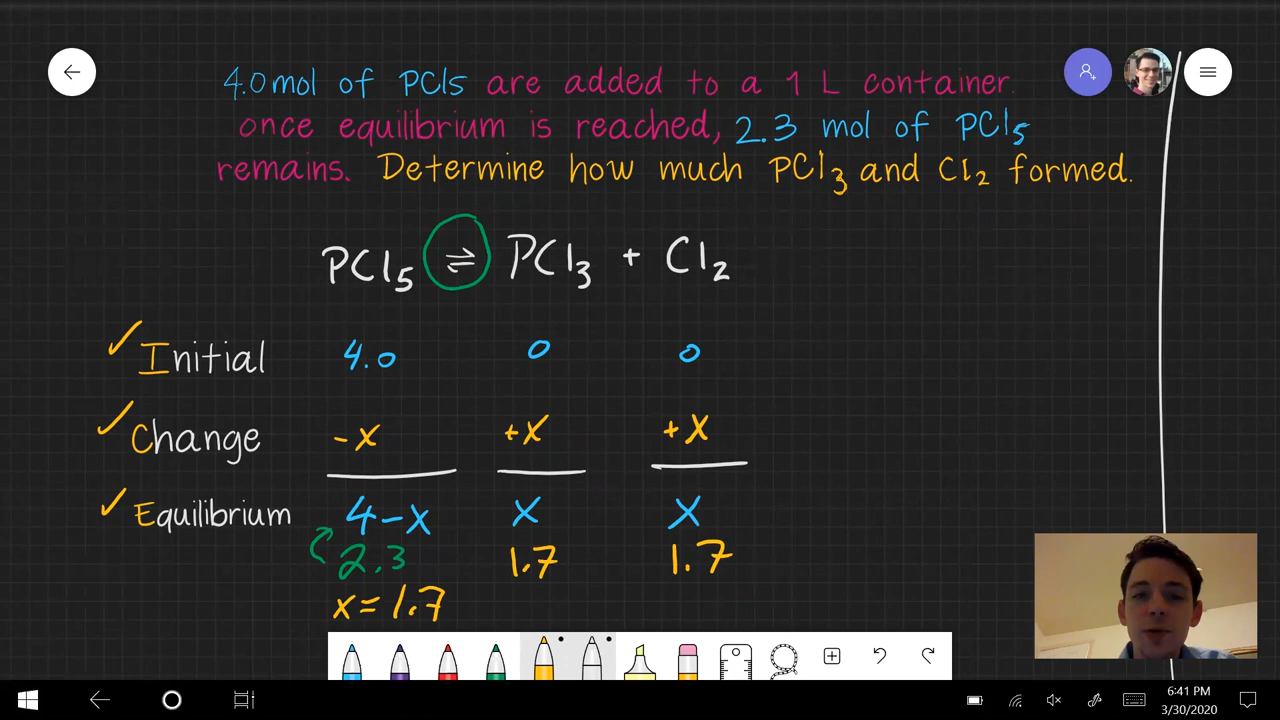 4.0 mol of PCl5 are added to a 1 L container.
once equilibrium is reached, 2.3 mol of PCl5
remains. Determine how much PCl3 and Cl2 formed.
PCl5 ⇌ PCl3 + Cl2
Initial 4.0 0 0
Change -x +x +x
Equilibrium 4-x x x
2.3 1.7 1.7
x = 1.7
6:41 PM
3/30/2020